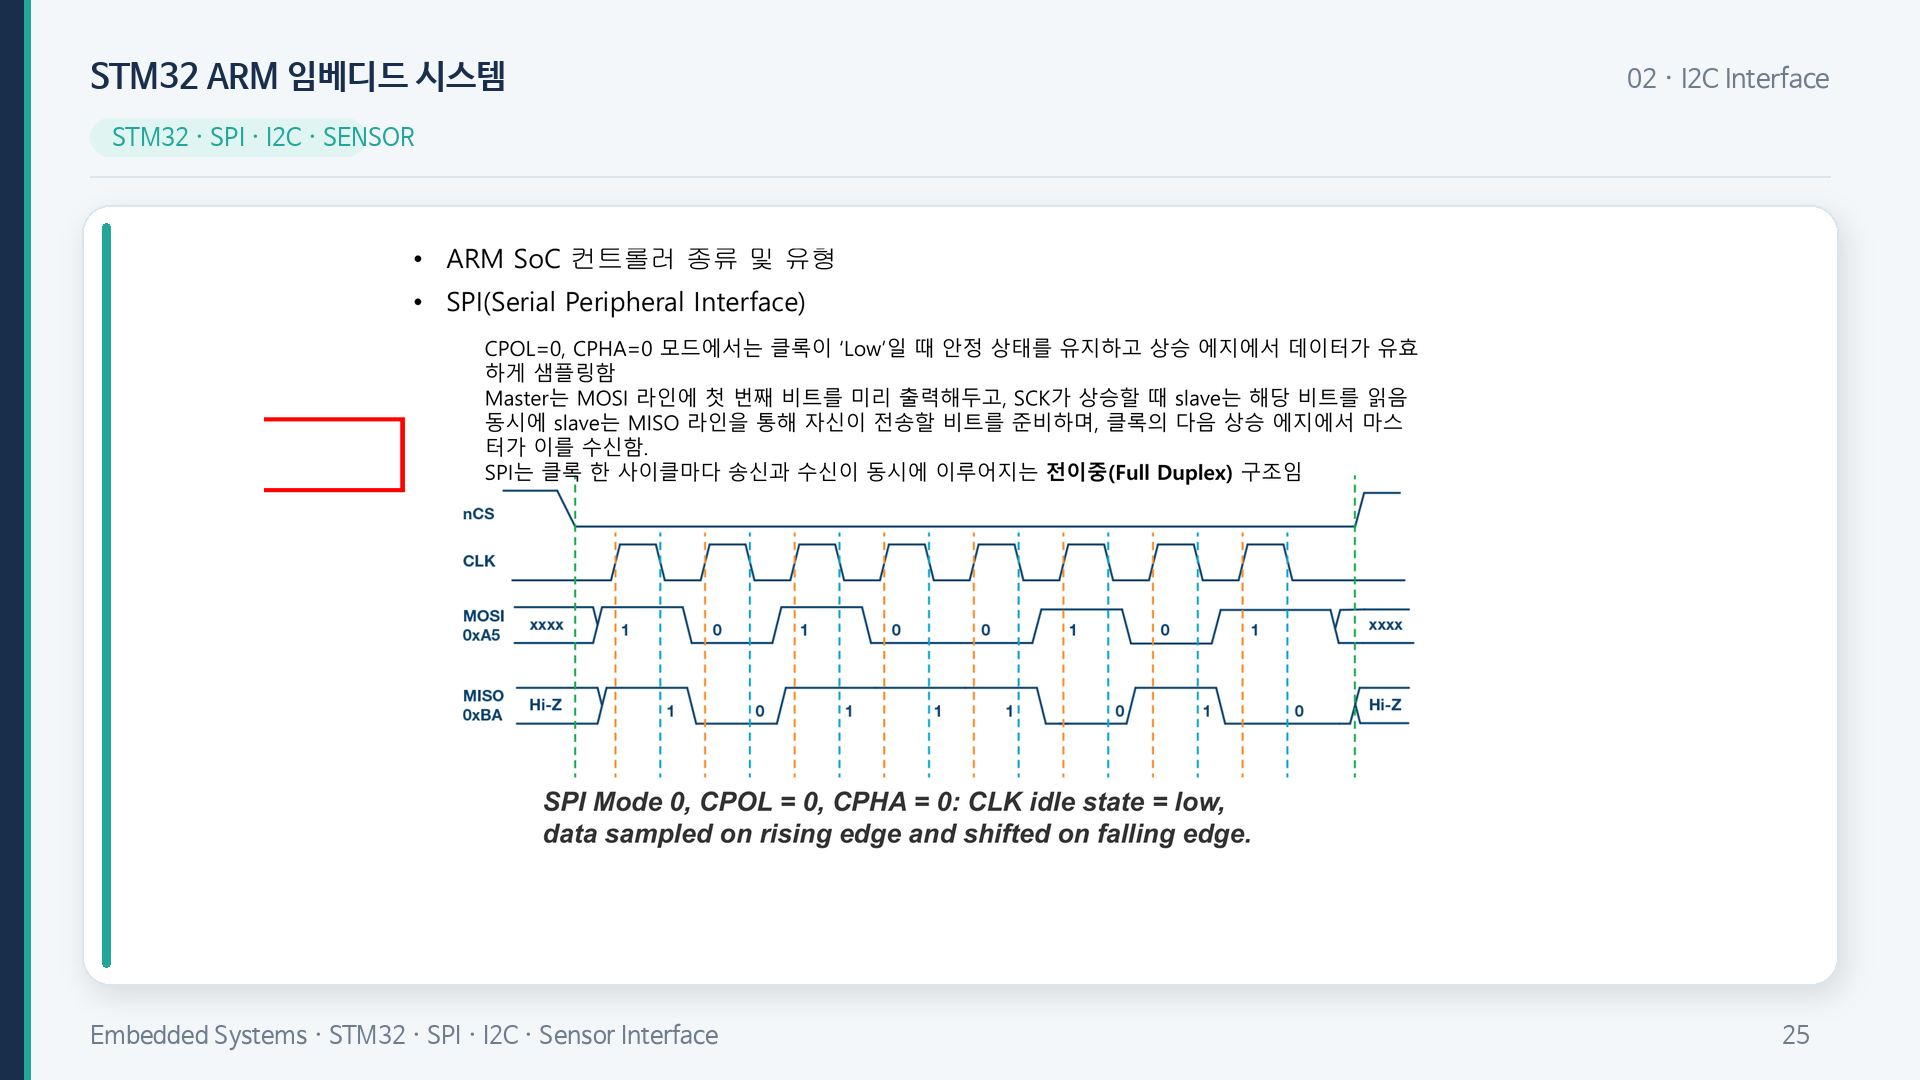 STM32 ARM 임베디드 시스템
02 · I2C Interface
STM32 · SPI · I2C · SENSOR
• ARM SoC 컨트롤러 종류 및 유형
• SPI(Serial Peripheral Interface)
CPOL=0, CPHA=0 모드에서는 클록이 ‘Low’일 때 안정 상태를 유지하고 상승 에지에서 데이터가 유효
하게 샘플링함
Master는 MOSI 라인에 첫 번째 비트를 미리 출력해두고, SCK가 상승할 때 slave는 해당 비트를 읽음
동시에 slave는 MISO 라인을 통해 자신이 전송할 비트를 준비하며, 클록의 다음 상승 에지에서 마스
터가 이를 수신함.
SPI는 클록 한 사이클마다 송신과 수신이 동시에 이루어지는 전이중(Full Duplex) 구조임
nCS
CLK
MOSI
0xA5
xxxx 1 0 1 0 0 1 0 1 xxxx
MISO
0xBA
Hi-Z 1 0 1 1 1 0 1 0 Hi-Z
SPI Mode 0, CPOL = 0, CPHA = 0: CLK idle state = low,
data sampled on rising edge and shifted on falling edge.
Embedded Systems · STM32 · SPI · I2C · Sensor Interface
25